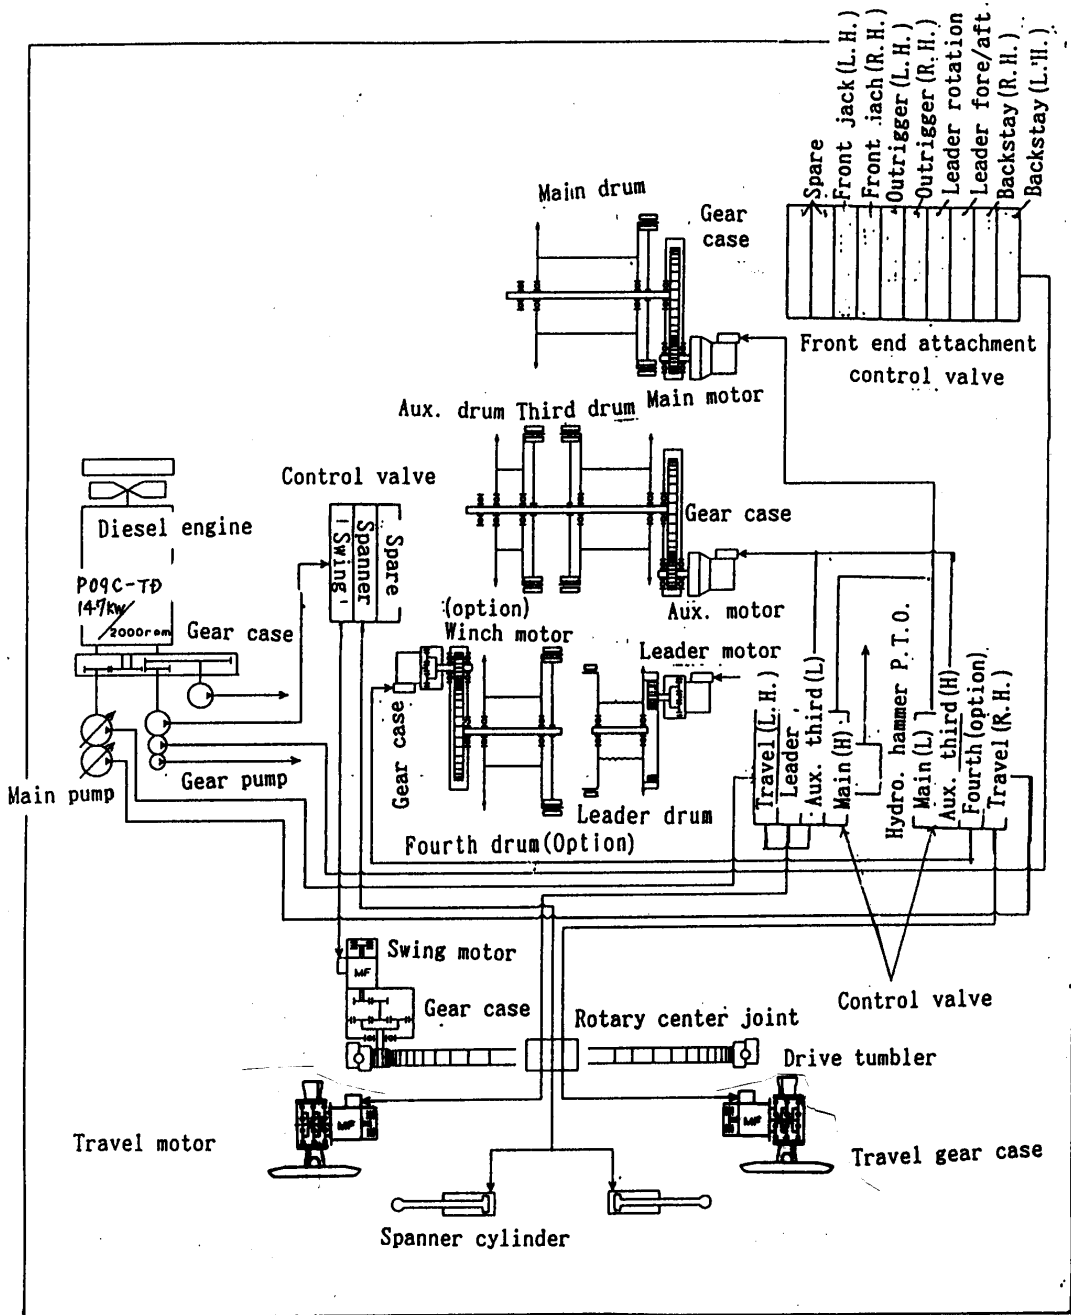 Spare
Front jack(L.H.)
Front jach(R.H.)
Outrigger(L.H.)
Outrigger(R.H.)
Leader rotation
Leader fore/aft.
Backstay(R.H.)
Backstay(L.H.)
Main drum
Gear
case
Front end attachment
control valve
Main motor
Aux. drum Third drum
Control valve
Gear case
Diesel engine
Swing
Spanner
Spare
P09C-TD
147kW
/2000rpm
Gear case
Aux. motor
(option)
Winch motor
Leader motor
Gear case
Travel(L.H.)
Leader
Aux. third(L)
Main(H)
Hydro. hammer P.T.O.
Main(L)
Aux. third(H)
Fourth(option)
Travel(R.H.)
Main pump
Gear pump
Leader drum
Fourth drum(Option)
Swing motor
MF
Gear case
Control valve
Rotary center joint
Drive tumbler
MF
MF
Travel motor
Travel gear case
Spanner cylinder